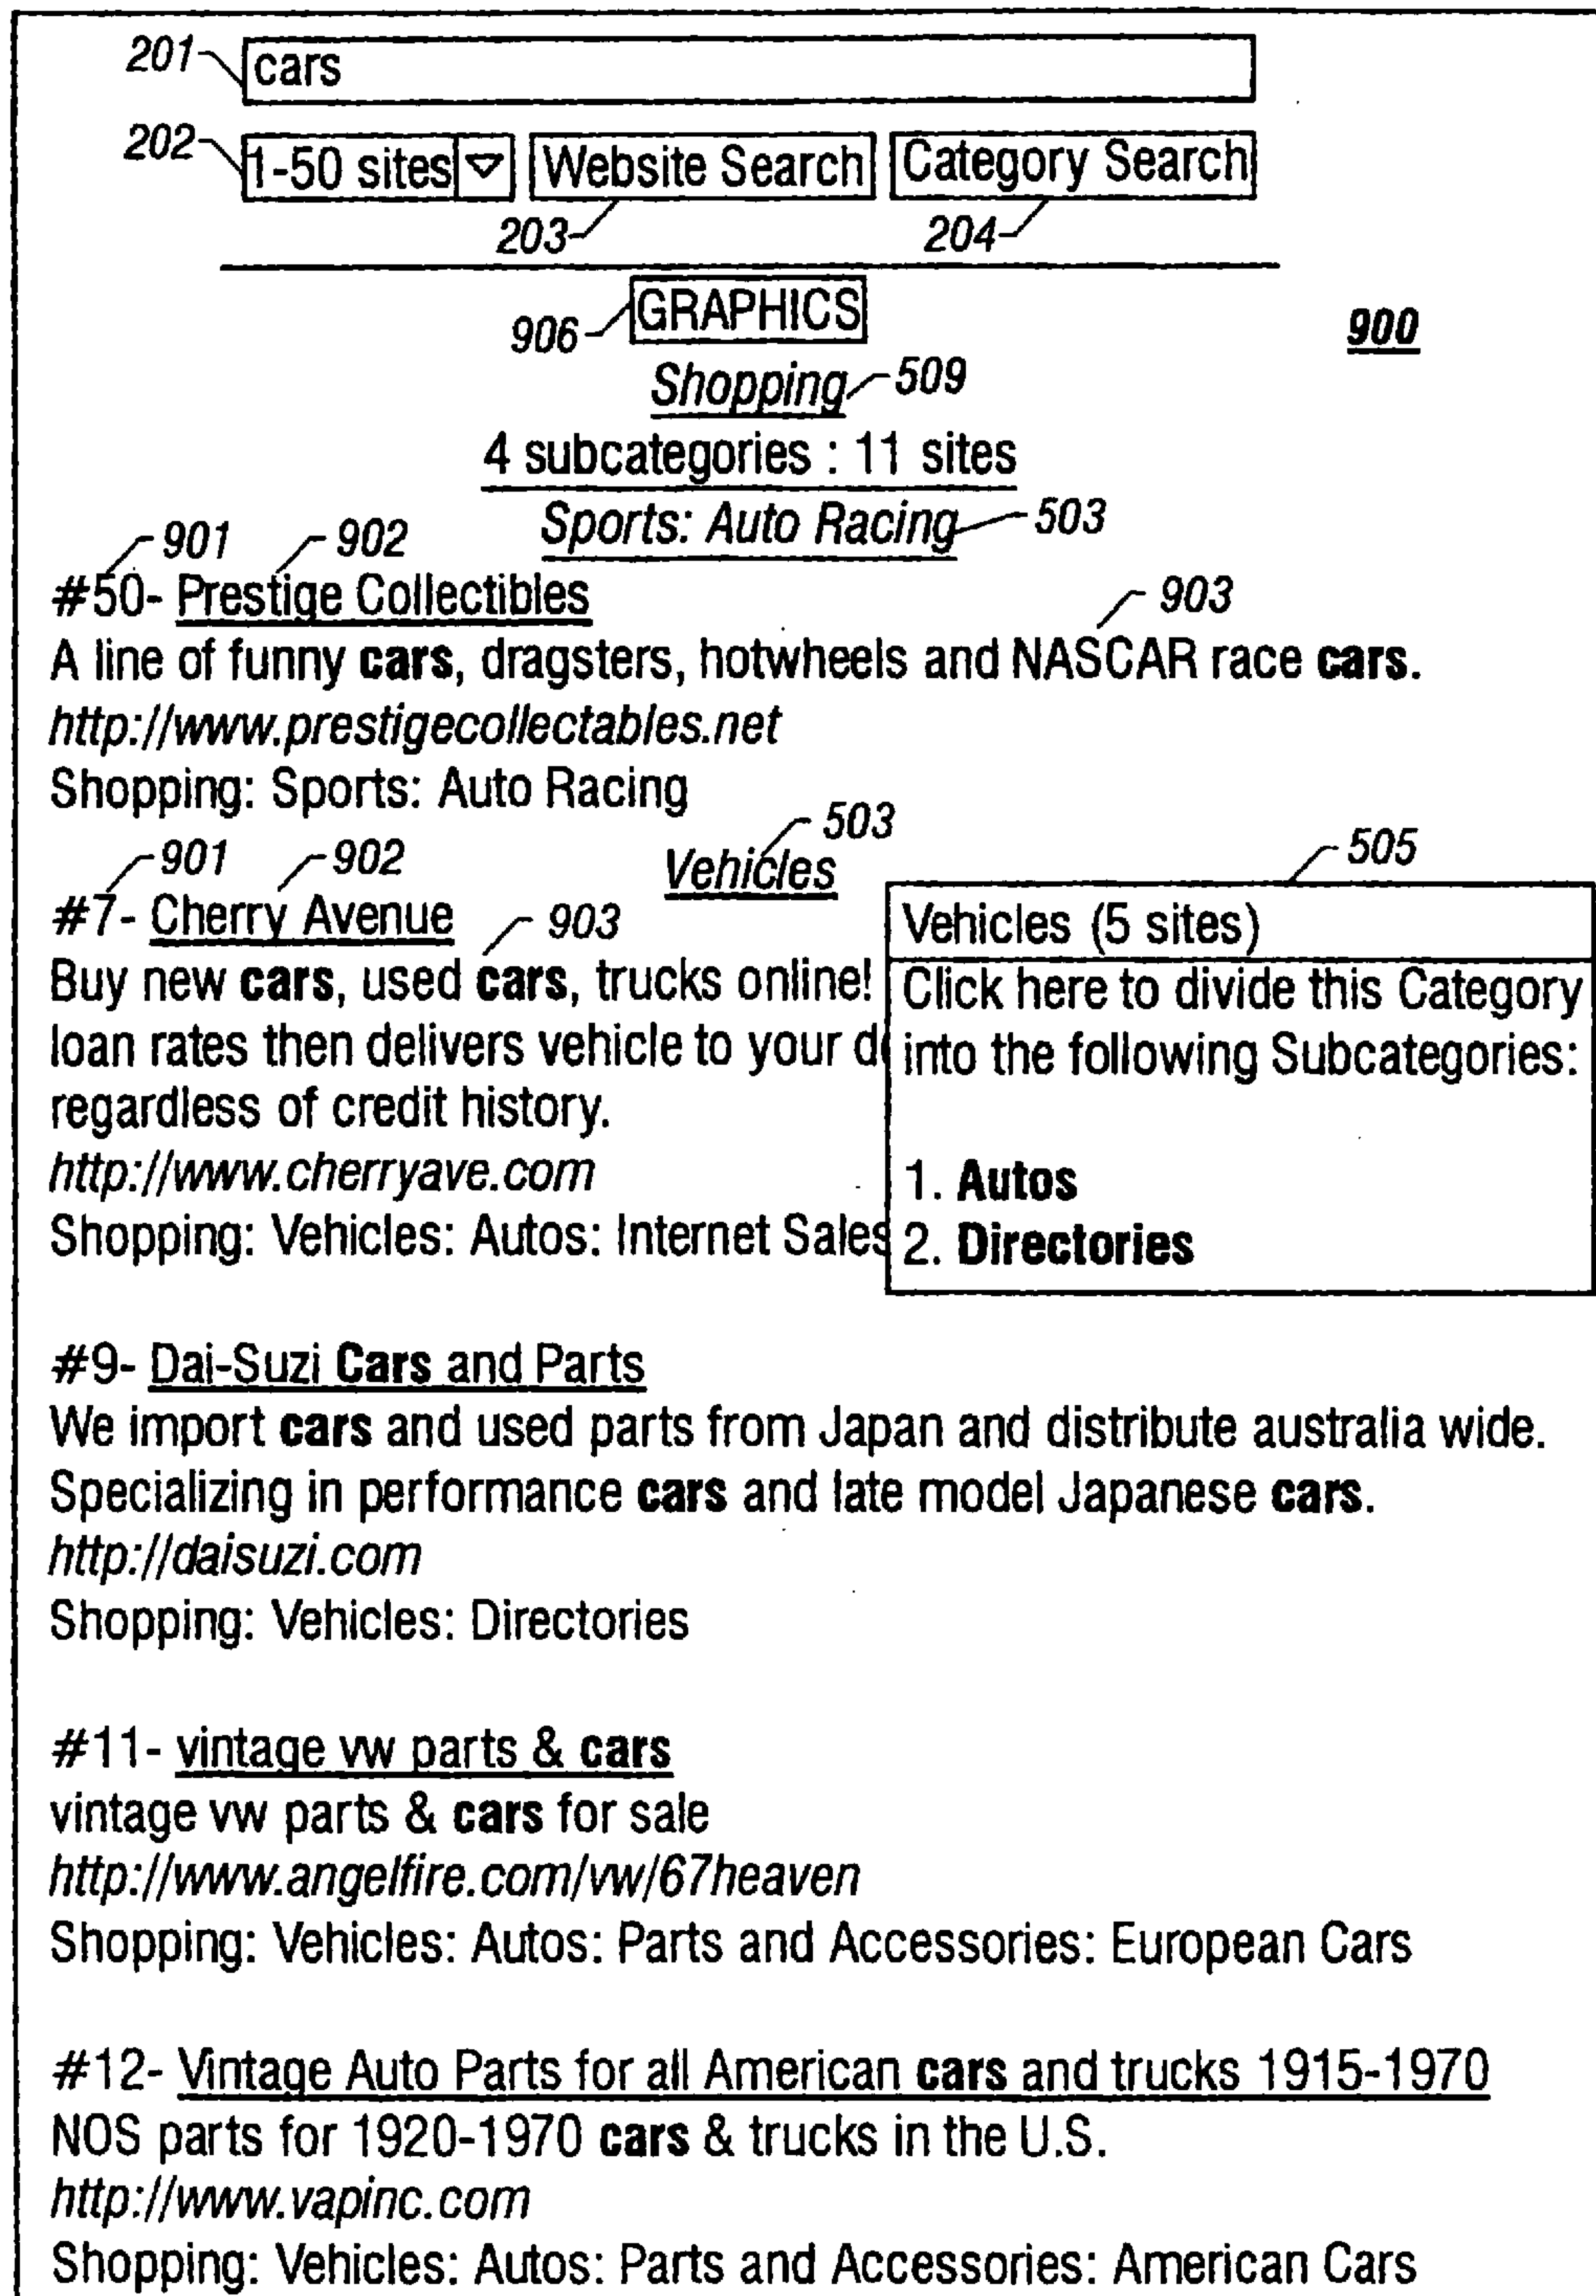 201
cars
202
1-50 sites Website Search Category Search
203 204
906 GRAPHICS 900
Shopping 509
4 subcategories : 11 sites
901 902 Sports: Auto Racing 503
#50- Prestige Collectibles 903
A line of funny cars, dragsters, hotwheels and NASCAR race cars.
http://www.prestigecollectables.net
Shopping: Sports: Auto Racing
901 902 Vehicles 503 505
#7- Cherry Avenue 903
Buy new cars, used cars, trucks online!
loan rates then delivers vehicle to your
regardless of credit history.
http://www.cherryave.com
Shopping: Vehicles: Autos: Internet Sales
Vehicles (5 sites)
Click here to divide this Category
into the following Subcategories:
1. Autos
2. Directories
#9- Dai-Suzi Cars and Parts
We import cars and used parts from Japan and distribute australia wide.
Specializing in performance cars and late model Japanese cars.
http://daisuzi.com
Shopping: Vehicles: Directories
#11- vintage vw parts & cars
vintage vw parts & cars for sale
http://www.angelfire.com/vw/67heaven
Shopping: Vehicles: Autos: Parts and Accessories: European Cars
#12- Vintage Auto Parts for all American cars and trucks 1915-1970
NOS parts for 1920-1970 cars & trucks in the U.S.
http://www.vapinc.com
Shopping: Vehicles: Autos: Parts and Accessories: American Cars